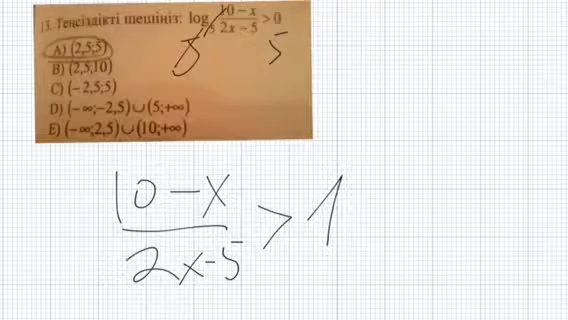 13. Теңсіздікті шешіңіз: log₅ (10 − x)/(2x − 5) > 0
A) (2,5;5)
B) (2,5;10)
C) (−2,5;5)
D) (−∞;−2,5)∪(5;+∞)
E) (−∞;2,5)∪(10;+∞)
5
(10 − x)/(2x − 5) > 1